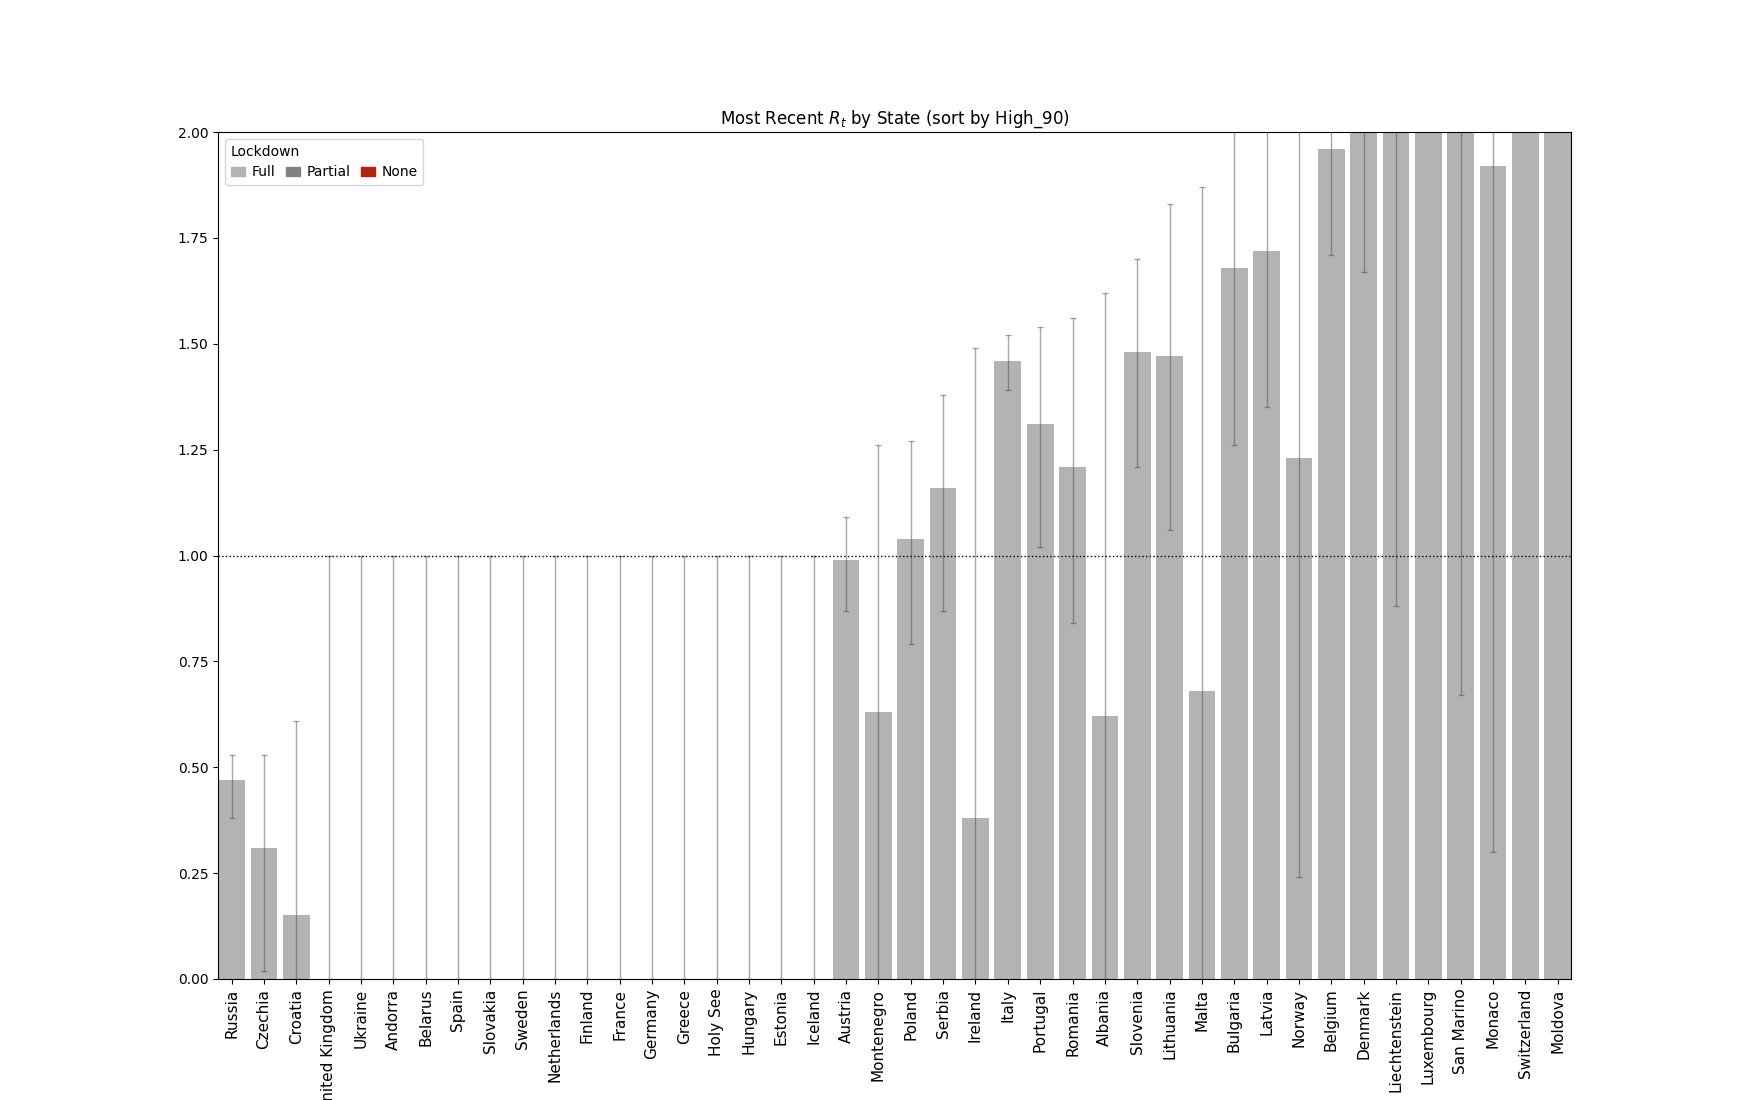 Most Recent R_t by State (sort by High_90)
Lockdown
Full Partial None
2.00
1.75
1.50
1.25
1.00
0.75
0.50
0.25
0.00
Russia
Czechia
Croatia
nited Kingdom
Ukraine
Andorra
Belarus
Spain
Slovakia
Sweden
Netherlands
Finland
France
Germany
Greece
Holy See
Hungary
Estonia
Iceland
Austria
Montenegro
Poland
Serbia
Ireland
Italy
Portugal
Romania
Albania
Slovenia
Lithuania
Malta
Bulgaria
Latvia
Norway
Belgium
Denmark
Liechtenstein
Luxembourg
San Marino
Monaco
Switzerland
Moldova